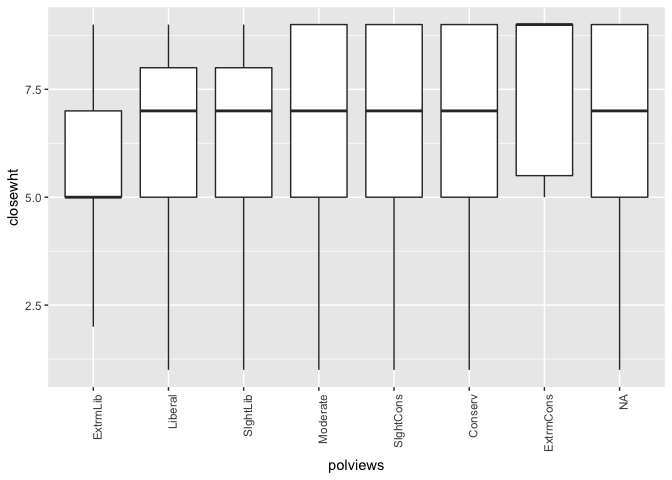 closewht
7.5
5.0
2.5
ExtrmLib
Liberal
SlghtLib
Moderate
SlghtCons
Conserv
ExtrmCons
NA
polviews